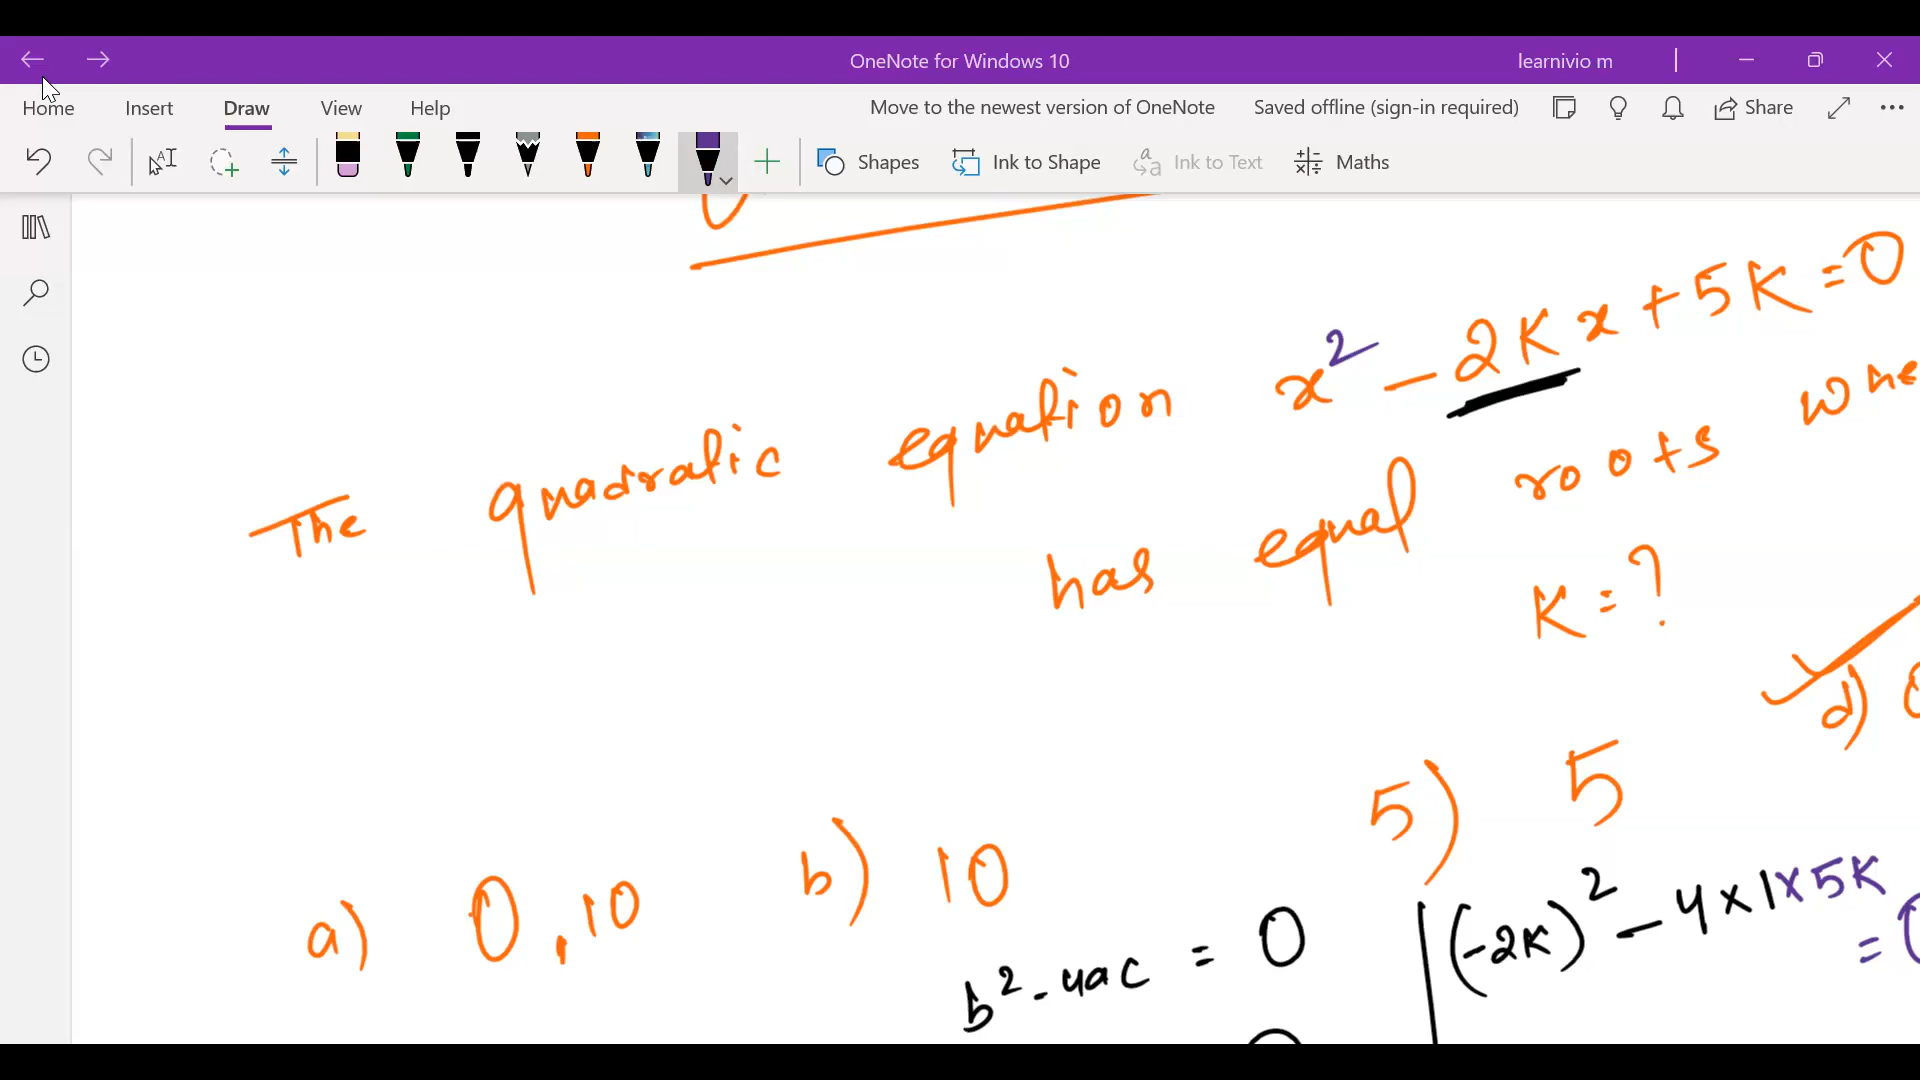 OneNote for Windows 10
learnivio m
Home Insert Draw View Help
Move to the newest version of OneNote Saved offline (sign-in required) Share
Shapes Ink to Shape Ink to Text Maths
The quadratic equation x² - 2K x + 5K = 0
has equal roots whe
K = ?
a) 0,10 b) 10 5) 5 d)
b² - 4ac = 0 (-2K)² - 4 x 1 x 5K
=